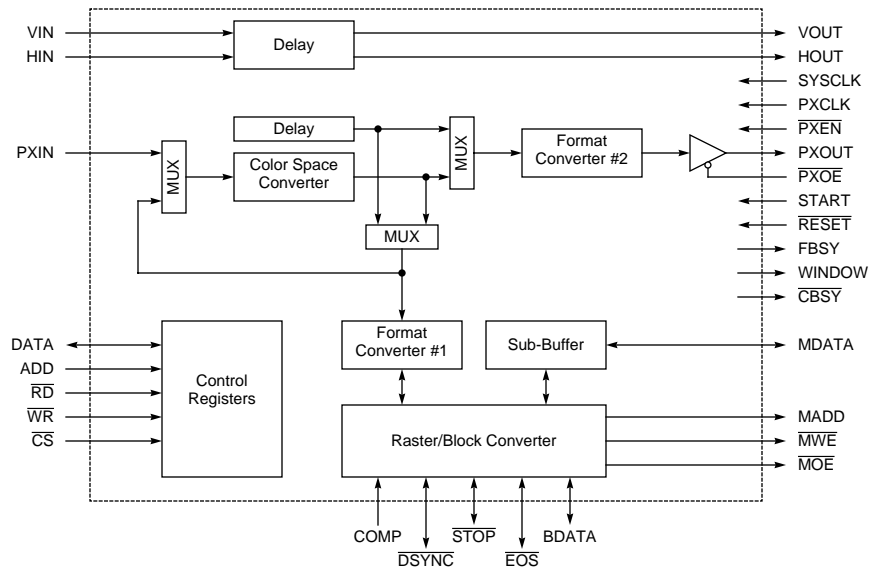 VIN
HIN
Delay
VOUT
HOUT
SYSCLK
PXCLK
PXEN
PXIN
MUX
Delay
Color Space
Converter
MUX
Format
Converter #2
PXOUT
PXOE
START
RESET
MUX
FBSY
WINDOW
CBSY
DATA
ADD
RD
WR
CS
Control
Registers
Format
Converter #1
Sub-Buffer
MDATA
Raster/Block Converter
MADD
MWE
MOE
COMP
DSYNC
STOP
EOS
BDATA